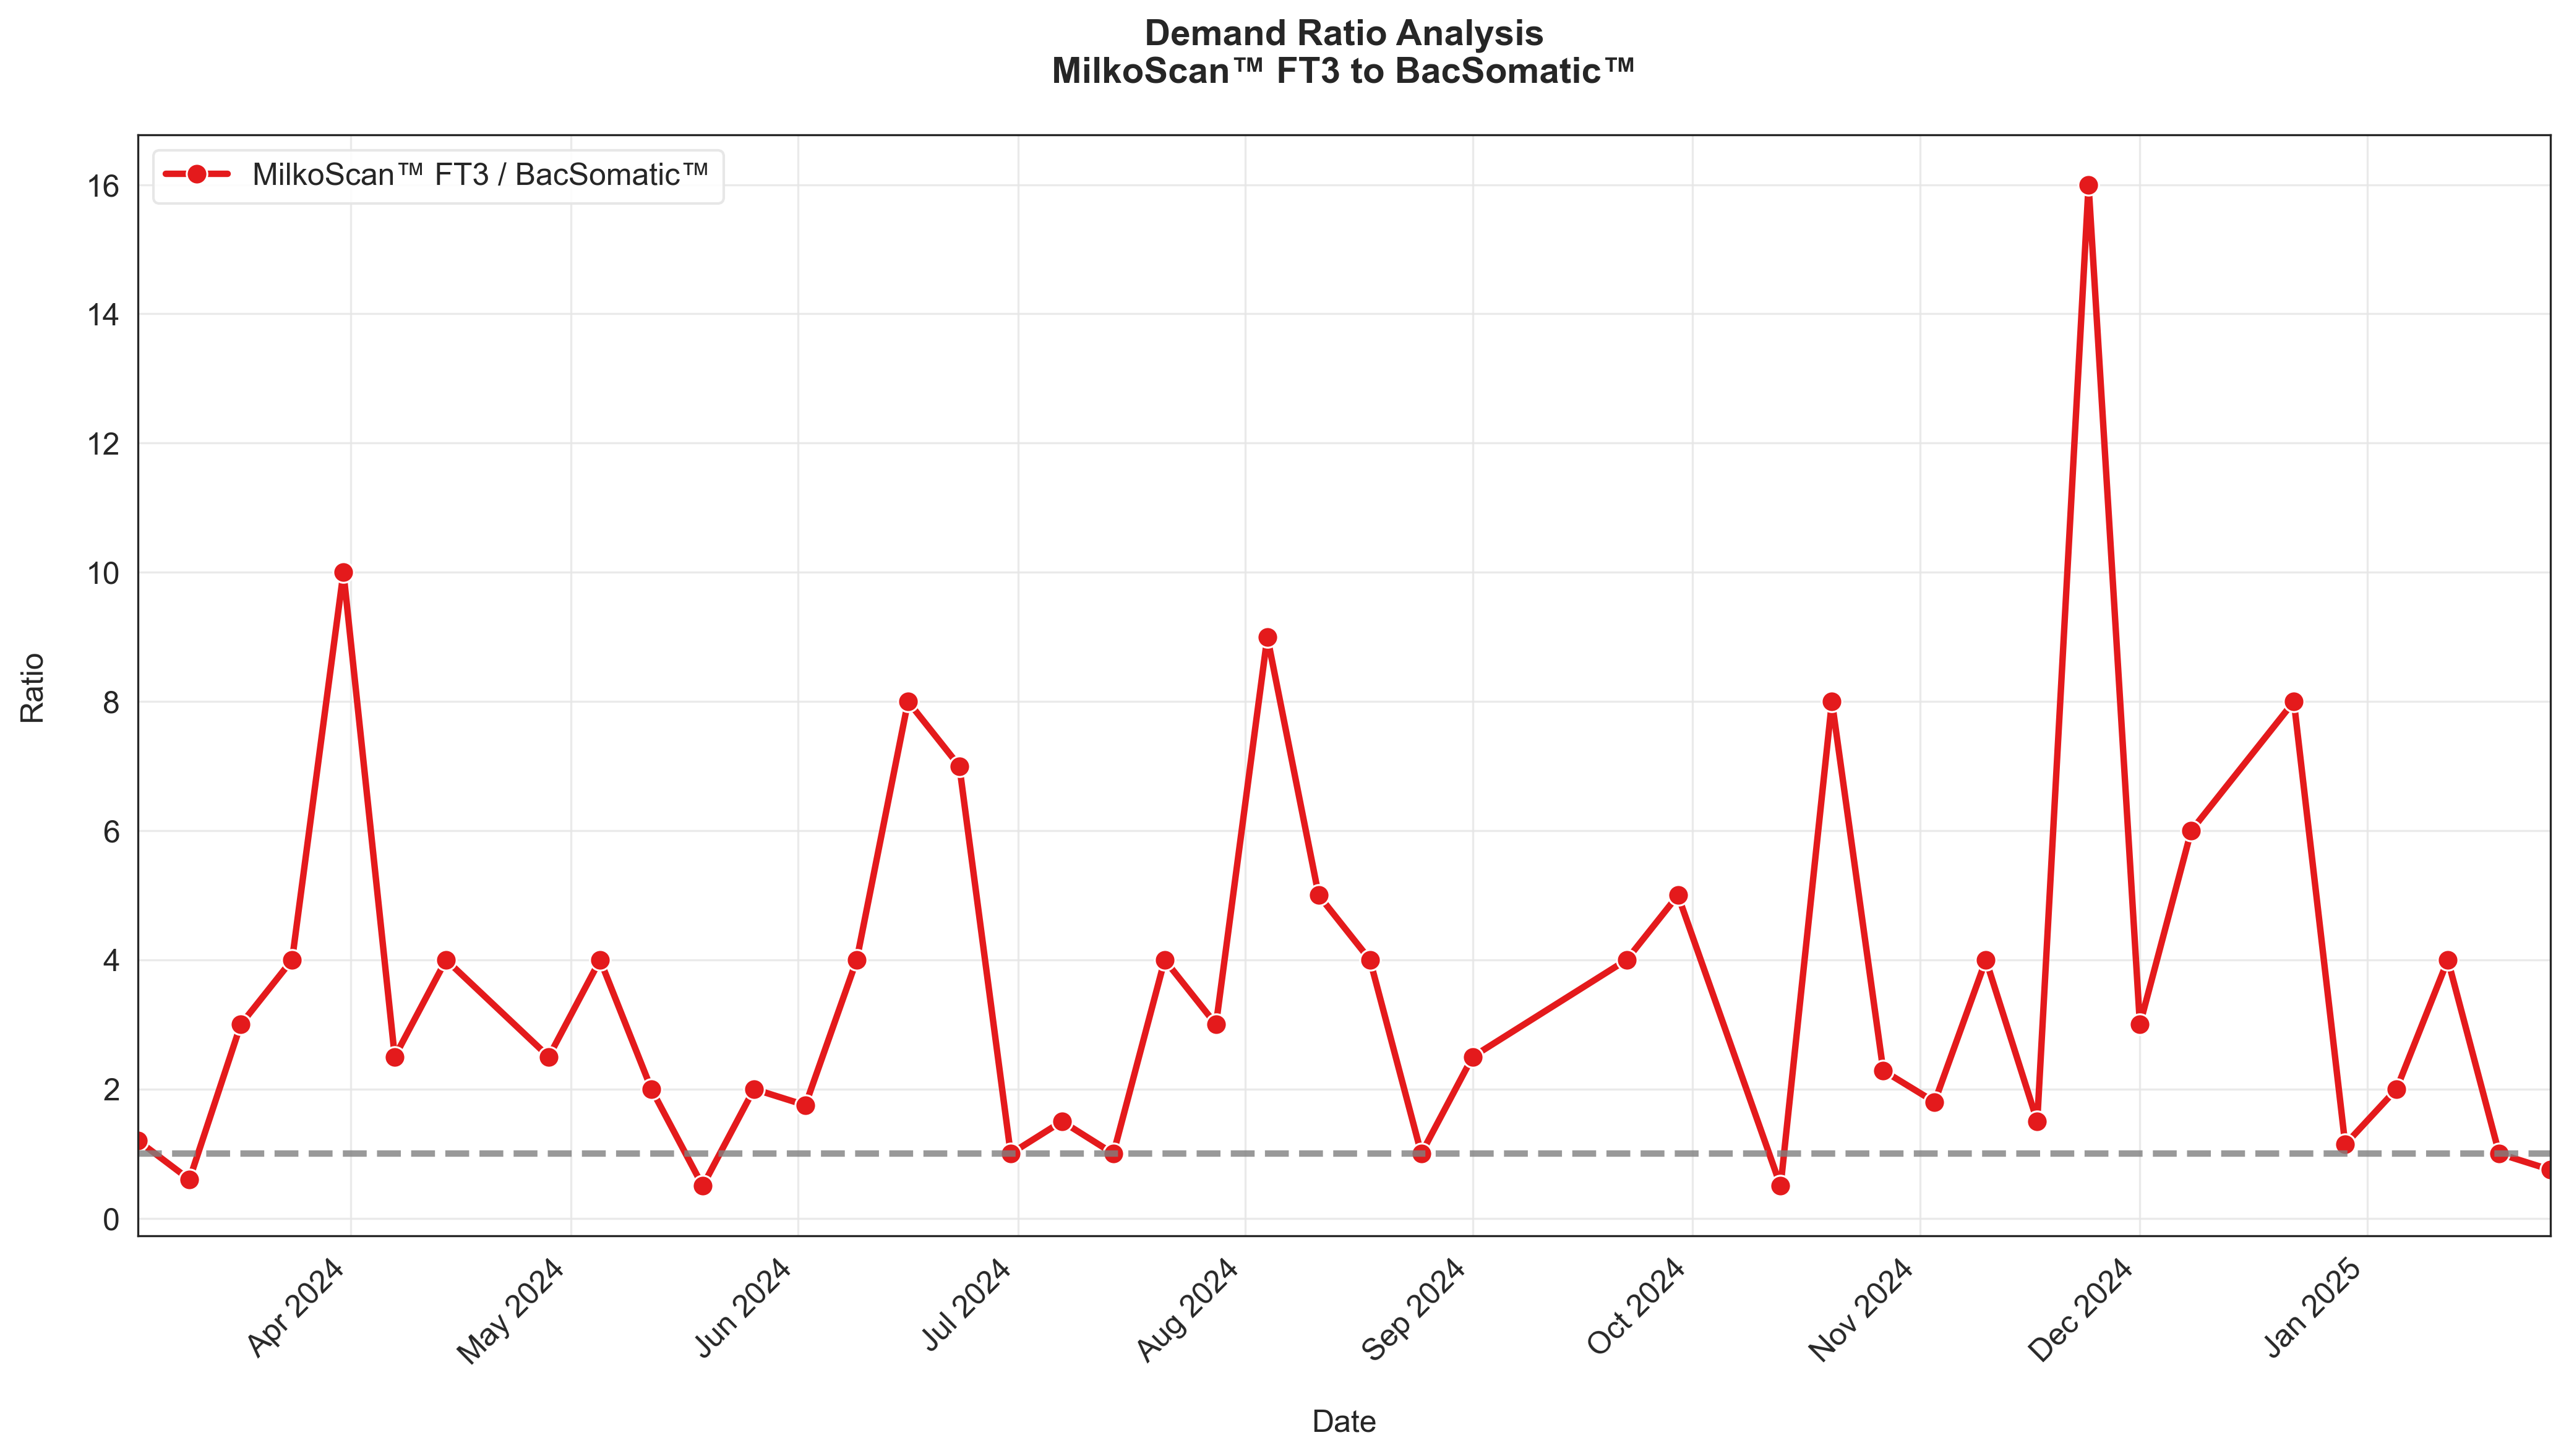 Demand Ratio Analysis
MilkoScan™ FT3 to BacSomatic™
MilkoScan™ FT3 / BacSomatic™
Ratio
16
14
12
10
8
6
4
2
0
Apr 2024
May 2024
Jun 2024
Jul 2024
Aug 2024
Sep 2024
Oct 2024
Nov 2024
Dec 2024
Jan 2025
Date